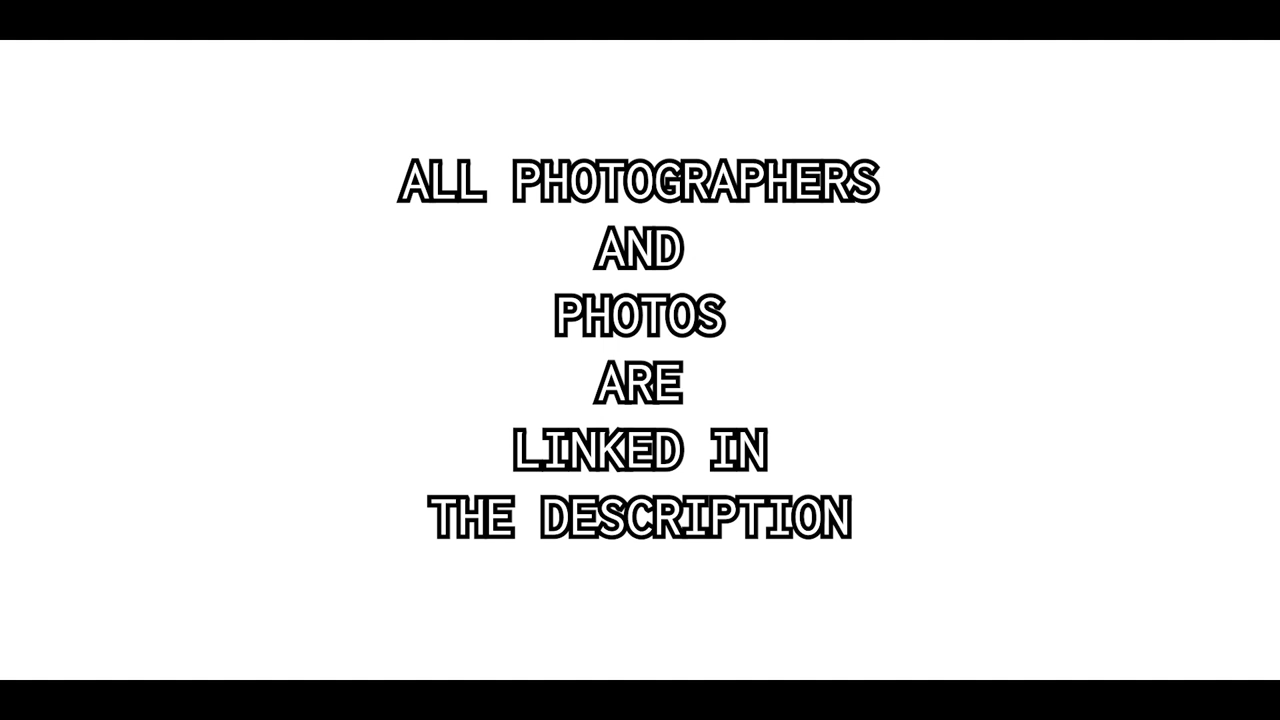 ALL PHOTOGRAPHERS
AND
PHOTOS
ARE
LINKED IN
THE DESCRIPTION